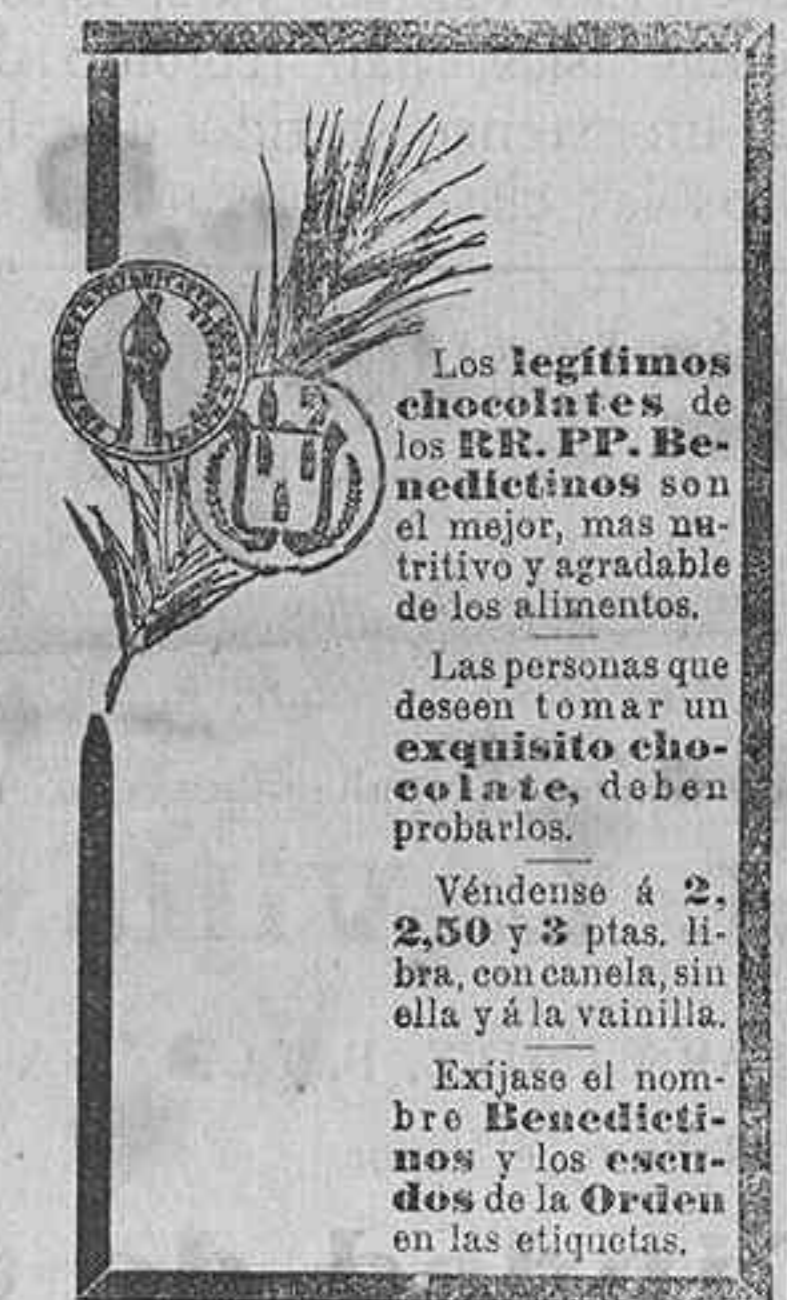 Los legítimos
chocolates de
los RR. PP. Be-
nedictinos son
el mejor, mas nu-
tritivo y agradable
de los alimentos.
Las personas que
deseen tomar un
exquisito cho-
colate, deben
probarlos.
Véndense á 2,
2,50 y 3 ptas. li-
bra, con canela, sin
ella y á la vainilla.
Exíjase el nom-
bre Benedicti-
nos y los escu-
dos de la Orden
en las etiquetas.